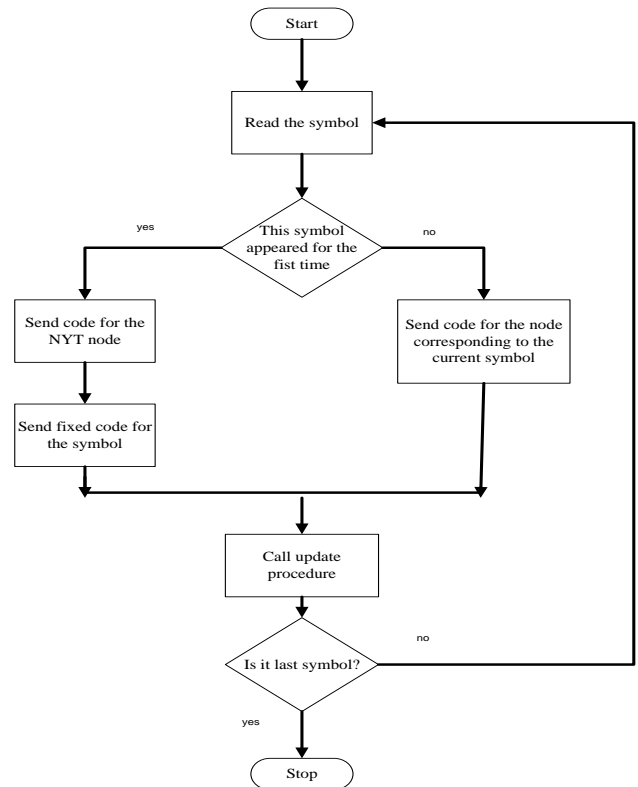 Start
Read the symbol
This symbol
appeared for the
fist time
yes
no
Send code for the
NYT node
Send code for the node
corresponding to the
current symbol
Send fixed code for
the symbol
Call update
procedure
Is it last symbol?
no
yes
Stop